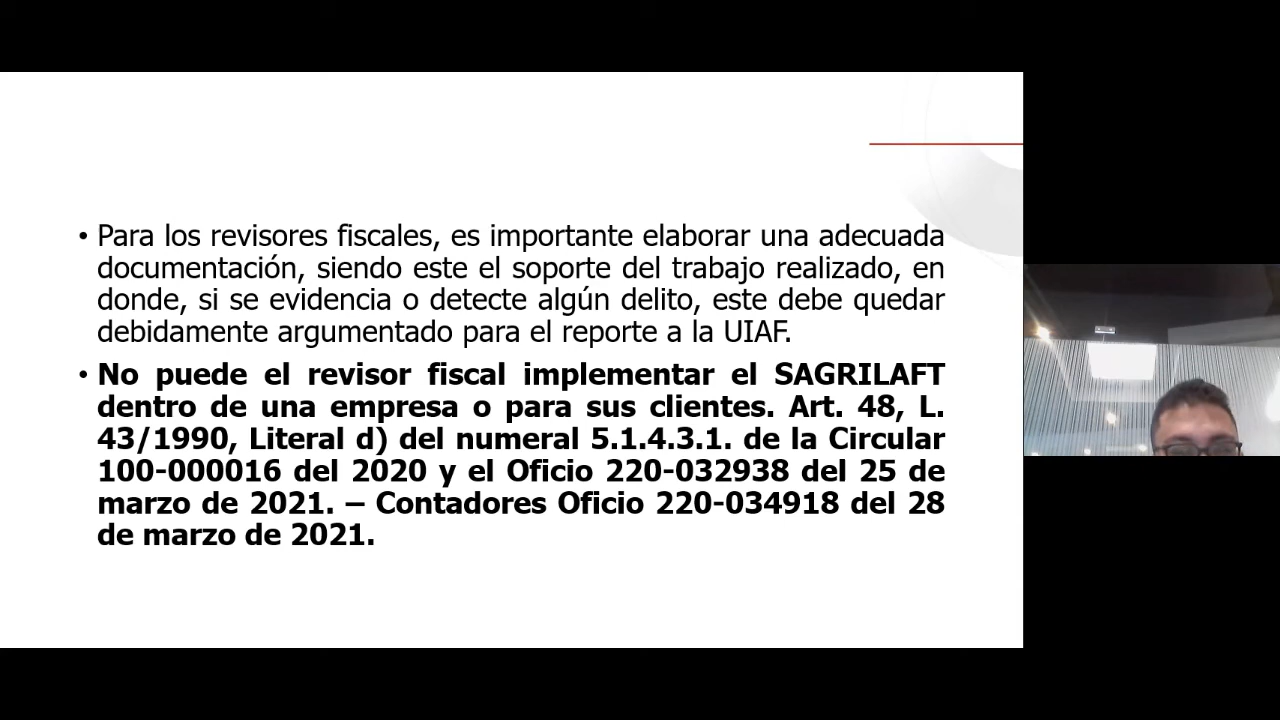 • Para los revisores fiscales, es importante elaborar una adecuada
documentación, siendo este el soporte del trabajo realizado, en
donde, si se evidencia o detecte algún delito, este debe quedar
debidamente argumentado para el reporte a la UIAF.
• No puede el revisor fiscal implementar el SAGRILAFT
dentro de una empresa o para sus clientes. Art. 48, L.
43/1990, Literal d) del numeral 5.1.4.3.1. de la Circular
100-000016 del 2020 y el Oficio 220-032938 del 25 de
marzo de 2021. – Contadores Oficio 220-034918 del 28
de marzo de 2021.